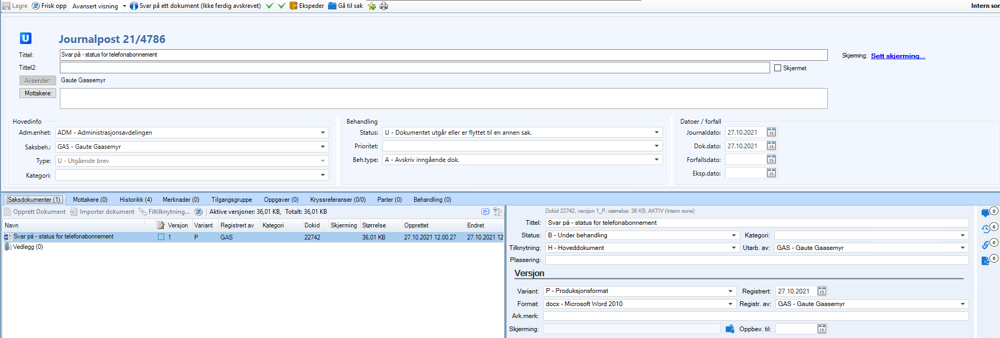 Lagre Frisk opp Avansert visning Svar på ett dokument (Ikke ferdig avskrevet) Ekspeder Gå til sak
U
Journalpost 21/4786
Tittel: Svar på - status for telefonabonnement Skjerming: Sett skjerming...
Tittel2: Skjermet
Avsender: Gaute Gaasemyr
Mottakere:
Hovedinfo
Adm.enhet: ADM - Administrasjonsavdelingen
Saksbeh.: GAS - Gaute Gaasemyr
Type: U - Utgående brev
Kategori:
Behandling
Status: U - Dokumentet utgår eller er flyttet til en annen sak.
Prioritet:
Beh.type: A - Avskriv inngående dok.
Datoer / forfall
Journaldato: 27.10.2021 15
Dok.dato: 27.10.2021 15
Forfallsdato: 15
Eksp.dato: 15
Saksdokumenter (1) Mottakere (0) Historikk (4) Merknader (0) Tilgangsgruppe Oppgaver (0) Kryssreferanser (0/0) Parter (0) Behandling (0)
Opprett Dokument Importer dokument Filtilknytning... Aktive versjoner: 36,01 KB, Totalt: 36,01 KB
Navn Versjon Variant Registrert av Kategori Dokid Skjerming Størrelse Opprettet Endret
Svar på - status for telefonabonnement 1 P GAS 22742 36,01 KB 27.10.2021 12.00.27 27.10.2021 12
Vedlegg (0)
Dokid 22742, versjon 1_P, størrelse: 36 KB, AKTIV (Intern sone)
Tittel: Svar på - status for telefonabonnement
Status: B - Under behandling Kategori:
Tilknytning: H - Hoveddokument Utarb. av: GAS - Gaute Gaasemyr
Plassering:
Versjon
Variant: P - Produksjonsformat Registrert: 27.10.2021 15
Format: docx - Microsoft Word 2010 Registr. av: GAS - Gaute Gaasemyr
Ark.merk:
Skjerming: Oppbev. til: 15
0
6
0
0